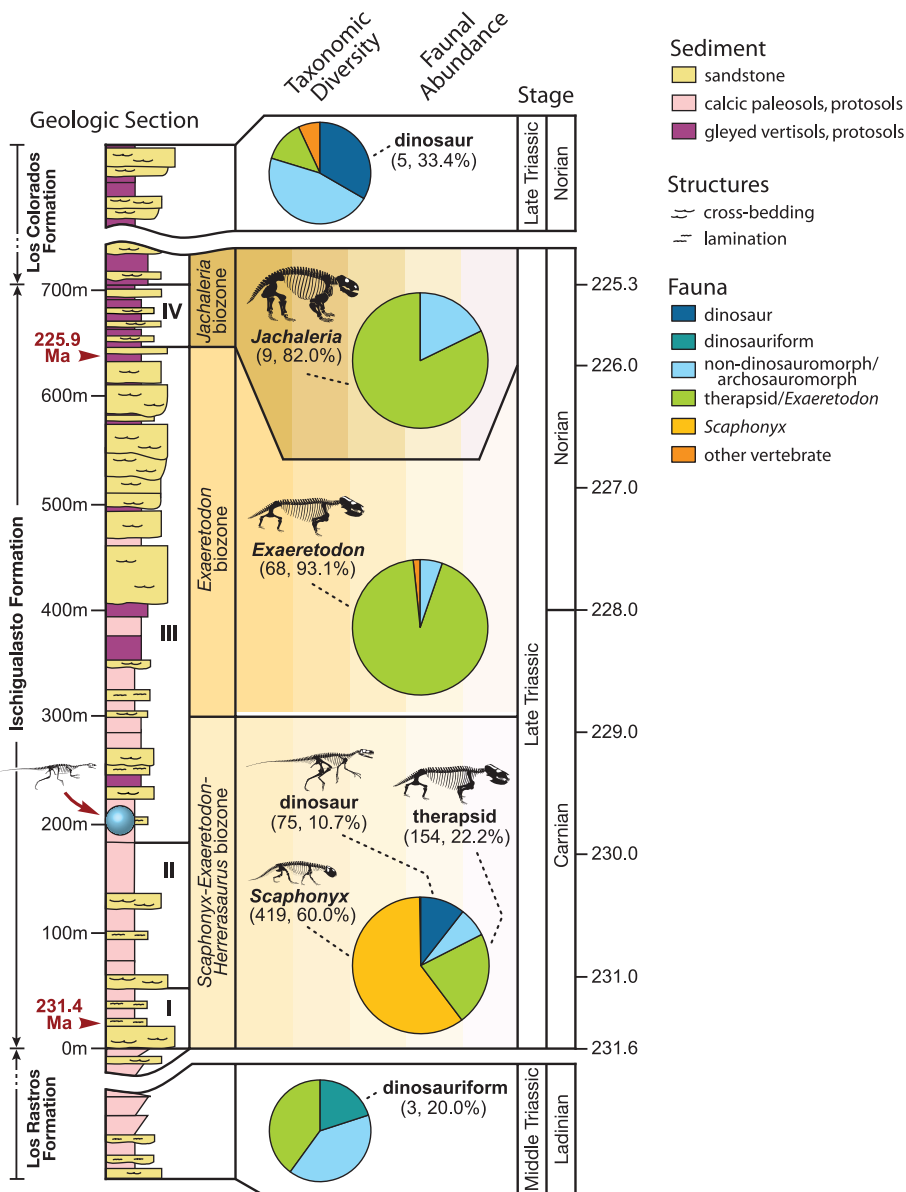 Taxonomic
Diversity
Faunal
Abundance
Stage
Geologic Section
Sediment
sandstone
calcic paleosols, protosols
gleyed vertisols, protosols
Structures
cross-bedding
lamination
Fauna
dinosaur
dinosauriform
non-dinosauromorph/
archosauromorph
therapsid/Exaeretodon
Scaphonyx
other vertebrate
Los Colorados
Formation
dinosaur
(5, 33.4%)
Late Triassic
Norian
700m
IV
Jachaleria
biozone
Jachaleria
(9, 82.0%)
225.3
225.9
Ma
226.0
600m
Ischigualasto Formation
500m
Exaeretodon
biozone
Exaeretodon
(68, 93.1%)
Norian
227.0
400m
228.0
III
300m
Late Triassic
229.0
200m
Scaphonyx-Exaeretodon-
Herrerasaurus biozone
dinosaur
(75, 10.7%)
therapsid
(154, 22.2%)
Scaphonyx
(419, 60.0%)
Carnian
230.0
II
100m
231.0
231.4
Ma
I
0m
231.6
Los Rastros
Formation
dinosauriform
(3, 20.0%)
Middle Triassic
Ladinian